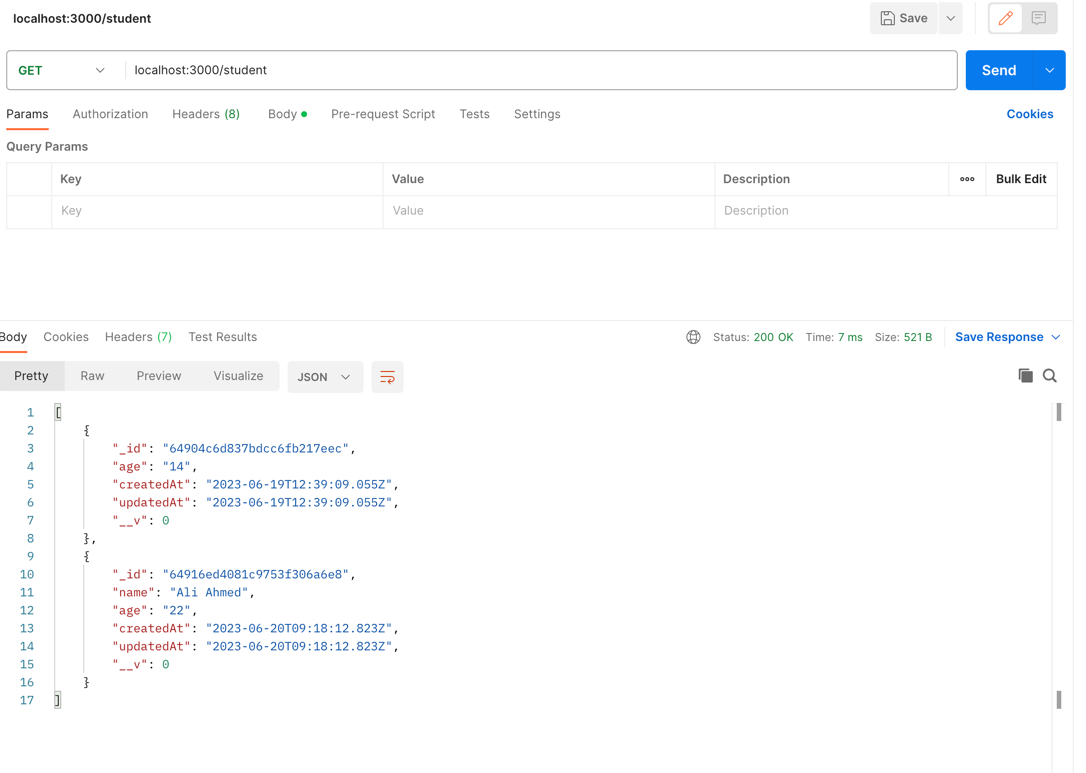 localhost:3000/student
Save
GET localhost:3000/student Send
Params Authorization Headers (8) Body Pre-request Script Tests Settings Cookies
Query Params
Key Value Description Bulk Edit
Key Value Description
Body Cookies Headers (7) Test Results Status: 200 OK Time: 7 ms Size: 521 B Save Response
Pretty Raw Preview Visualize JSON
1 [
2 {
3 "_id": "64904c6d837bdcc6fb217eec",
4 "age": "14",
5 "createdAt": "2023-06-19T12:39:09.055Z",
6 "updatedAt": "2023-06-19T12:39:09.055Z",
7 "__v": 0
8 },
9 {
10 "_id": "64916ed4081c9753f306a6e8",
11 "name": "Ali Ahmed",
12 "age": "22",
13 "createdAt": "2023-06-20T09:18:12.823Z",
14 "updatedAt": "2023-06-20T09:18:12.823Z",
15 "__v": 0
16 }
17 ]